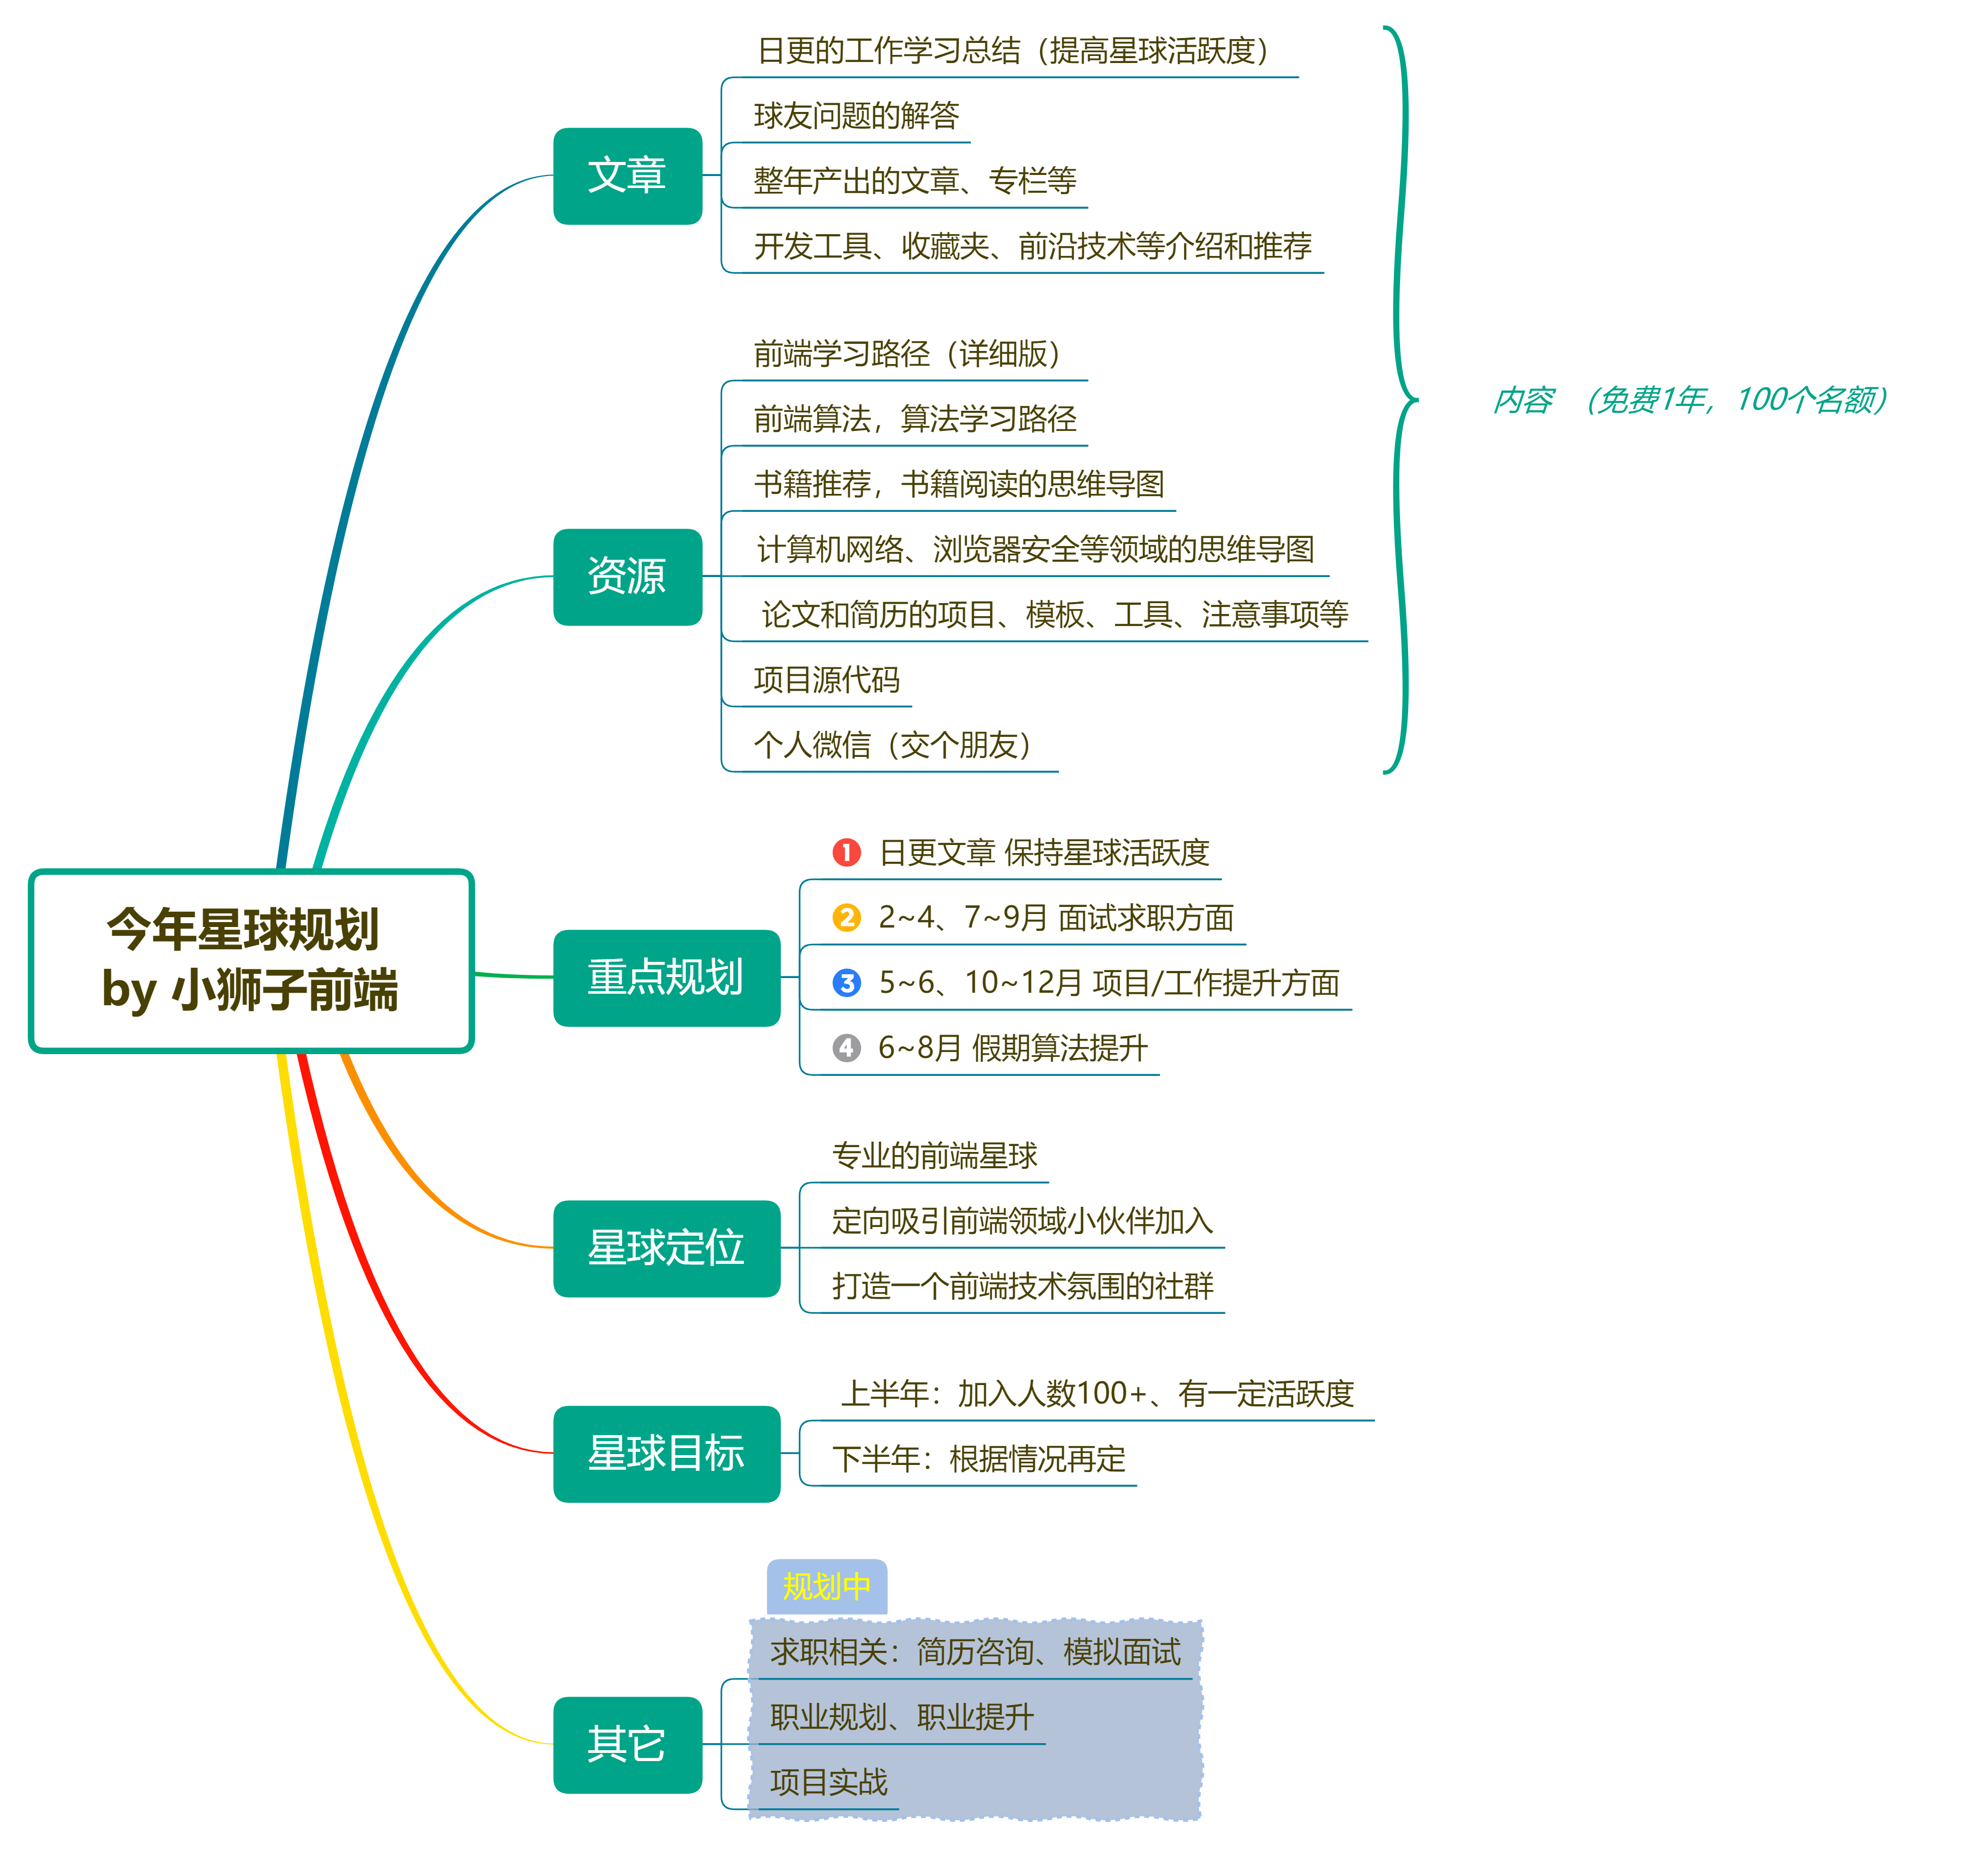 今年星球规划
by 小狮子前端
文章
日更的工作学习总结（提高星球活跃度）
球友问题的解答
整年产出的文章、专栏等
开发工具、收藏夹、前沿技术等介绍和推荐
资源
前端学习路径（详细版）
前端算法，算法学习路径
书籍推荐，书籍阅读的思维导图
计算机网络、浏览器安全等领域的思维导图
论文和简历的项目、模板、工具、注意事项等
项目源代码
个人微信（交个朋友）
内容 （免费1年，100个名额）
重点规划
1 日更文章 保持星球活跃度
2 2~4、7~9月 面试求职方面
3 5~6、10~12月 项目/工作提升方面
4 6~8月 假期算法提升
星球定位
专业的前端星球
定向吸引前端领域小伙伴加入
打造一个前端技术氛围的社群
星球目标
上半年：加入人数100+、有一定活跃度
下半年：根据情况再定
其它
规划中
求职相关：简历咨询、模拟面试
职业规划、职业提升
项目实战